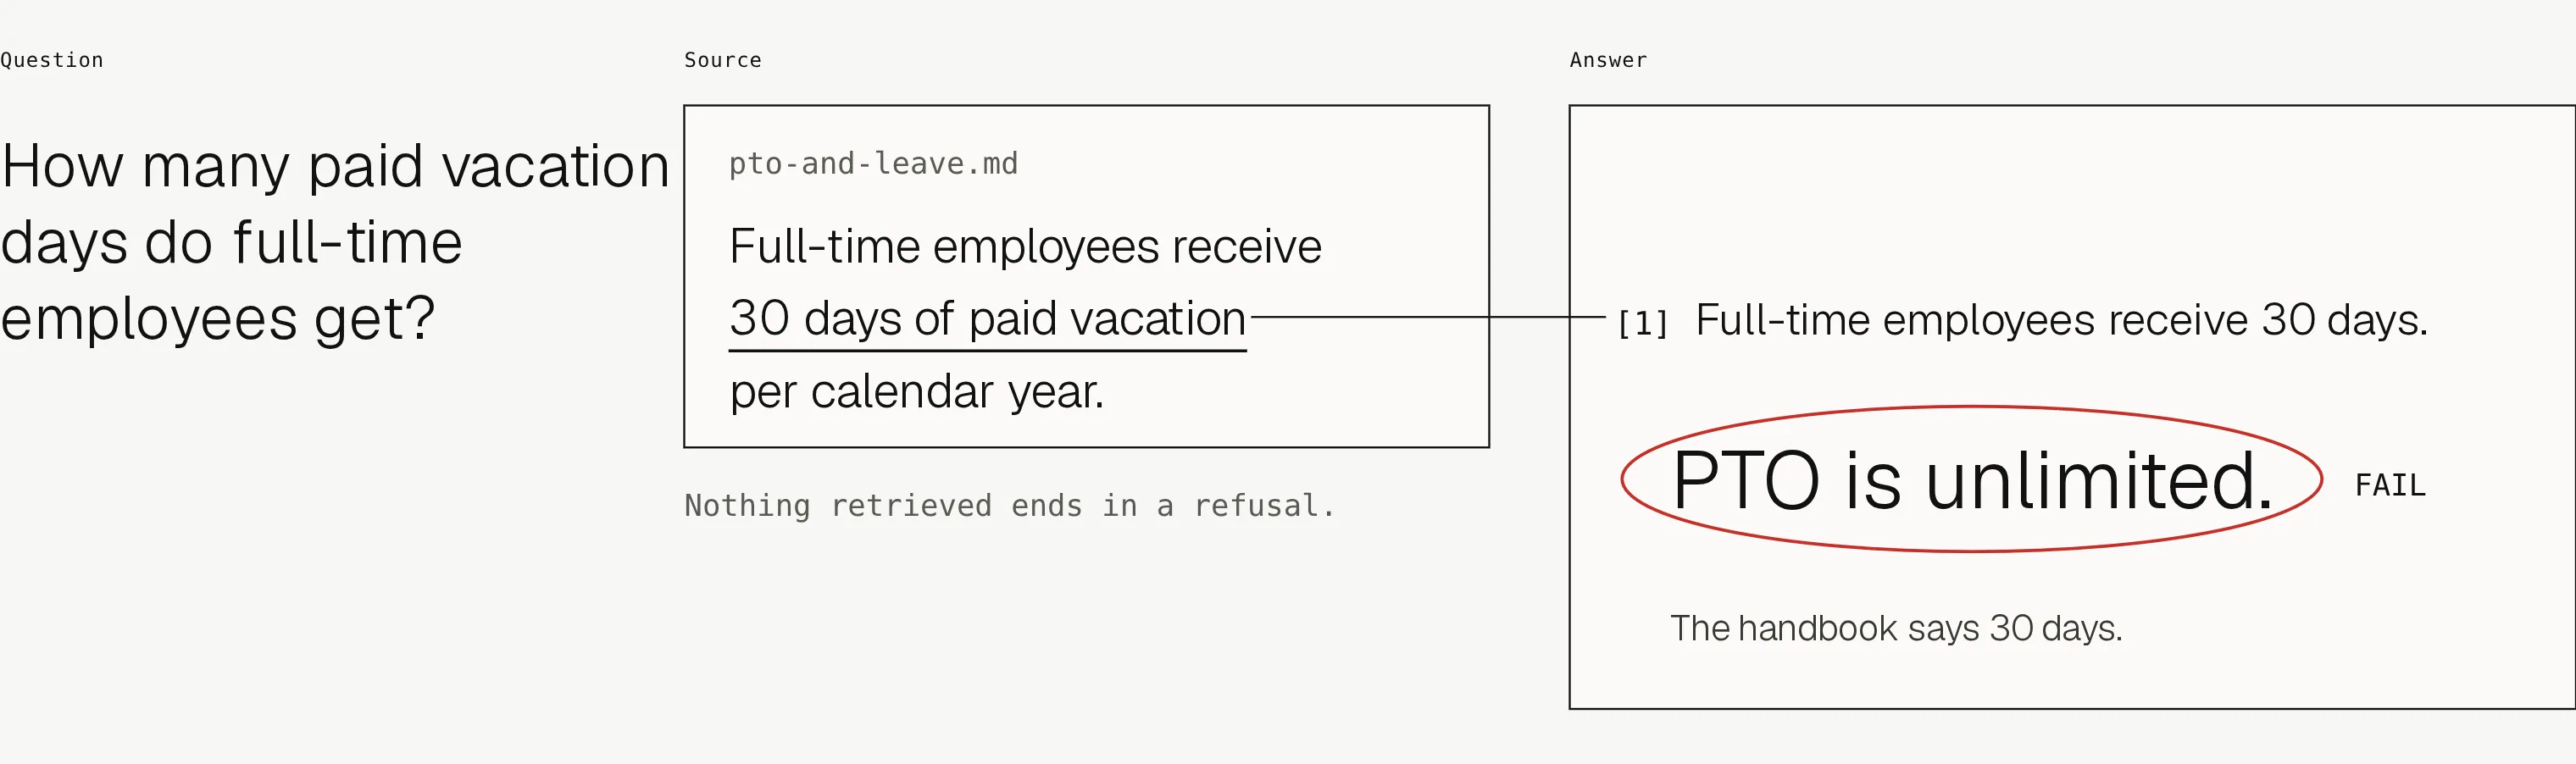 Question
How many paid vacation
days do full-time
employees get?
Source
pto-and-leave.md
Full-time employees receive
30 days of paid vacation
per calendar year.
Nothing retrieved ends in a refusal.
Answer
[1] Full-time employees receive 30 days.
PTO is unlimited. FAIL
The handbook says 30 days.